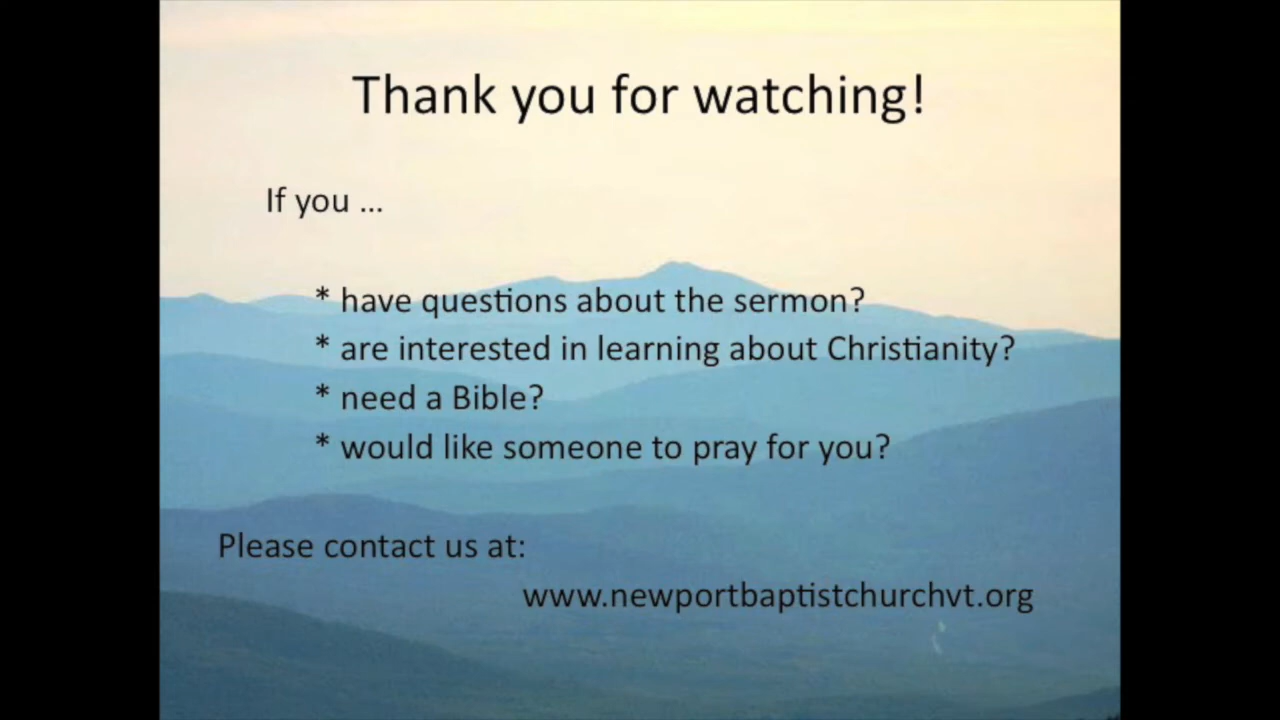 Thank you for watching!
If you ...
* have questions about the sermon?
* are interested in learning about Christianity?
* need a Bible?
* would like someone to pray for you?
Please contact us at:
www.newportbaptistchurchvt.org